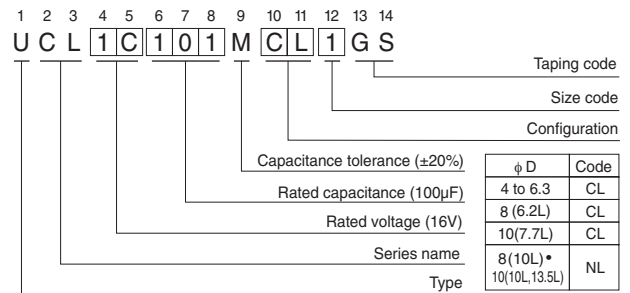 1 2 3 4 5 6 7 8 9 10 11 12 13 14
U C L 1 C 1 0 1 M C L 1 G S
Taping code
Size code
Configuration
Capacitance tolerance (±20%)
Rated capacitance (100µF)
Rated voltage (16V)
Series name
Type
ϕ D Code
4 to 6.3 CL
8 (6.2L) CL
10(7.7L) CL
8(10L)• NL
10(10L,13.5L)